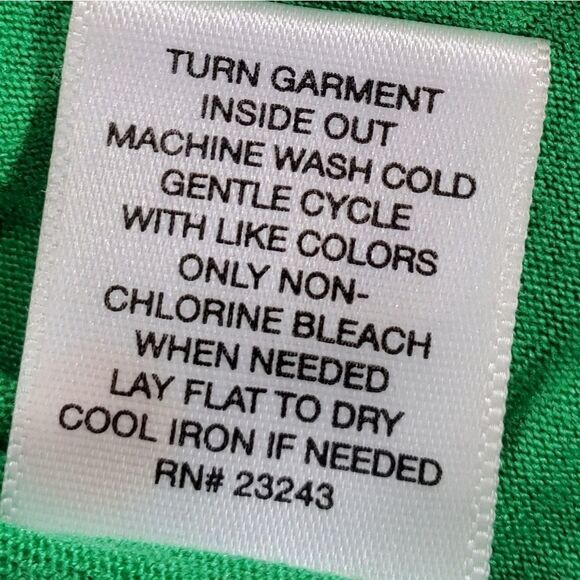 TURN GARMENT
INSIDE OUT
MACHINE WASH COLD
GENTLE CYCLE
WITH LIKE COLORS
ONLY NON-
CHLORINE BLEACH
WHEN NEEDED
LAY FLAT TO DRY
COOL IRON IF NEEDED
RN# 23243